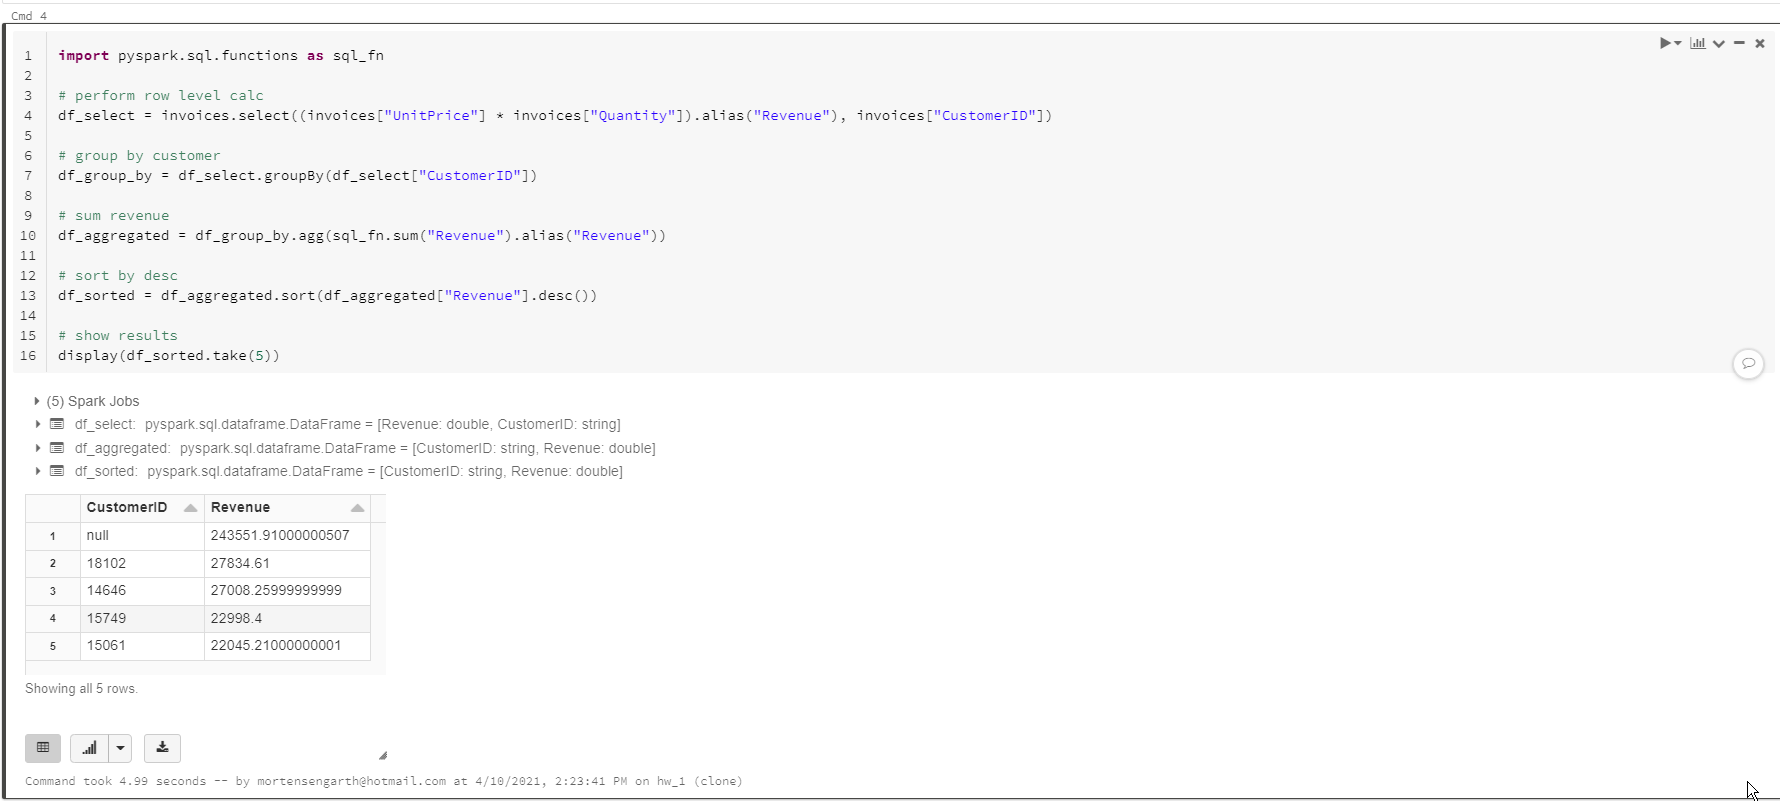 Cmd 4
1 import pyspark.sql.functions as sql_fn
2
3 # perform row level calc
4 df_select = invoices.select((invoices["UnitPrice"] * invoices["Quantity"]).alias("Revenue"), invoices["CustomerID"])
5
6 # group by customer
7 df_group_by = df_select.groupBy(df_select["CustomerID"])
8
9 # sum revenue
10 df_aggregated = df_group_by.agg(sql_fn.sum("Revenue").alias("Revenue"))
11
12 # sort by desc
13 df_sorted = df_aggregated.sort(df_aggregated["Revenue"].desc())
14
15 # show results
16 display(df_sorted.take(5))
(5) Spark Jobs
df_select: pyspark.sql.dataframe.DataFrame = [Revenue: double, CustomerID: string]
df_aggregated: pyspark.sql.dataframe.DataFrame = [CustomerID: string, Revenue: double]
df_sorted: pyspark.sql.dataframe.DataFrame = [CustomerID: string, Revenue: double]
CustomerID Revenue
1 null 243551.91000000507
2 18102 27834.61
3 14646 27008.25999999999
4 15749 22998.4
5 15061 22045.21000000001
Showing all 5 rows.
Command took 4.99 seconds -- by mortensengarth@hotmail.com at 4/10/2021, 2:23:41 PM on hw_1 (clone)